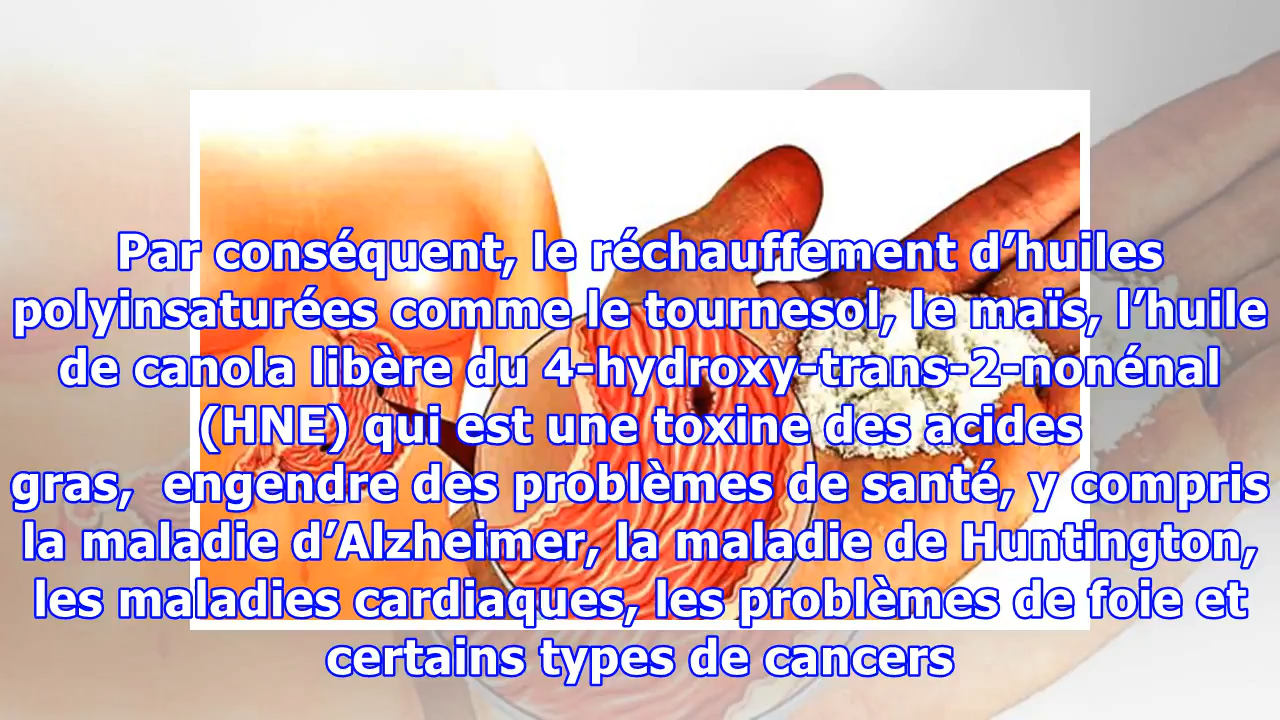 Par conséquent, le réchauffement d’huiles
polyinsaturées comme le tournesol, le maïs, l’huile
de canola libère du 4-hydroxy-trans-2-nonénal
(HNE) qui est une toxine des acides
gras,  engendre des problèmes de santé, y compris
la maladie d’Alzheimer, la maladie de Huntington,
les maladies cardiaques, les problèmes de foie et
certains types de cancers